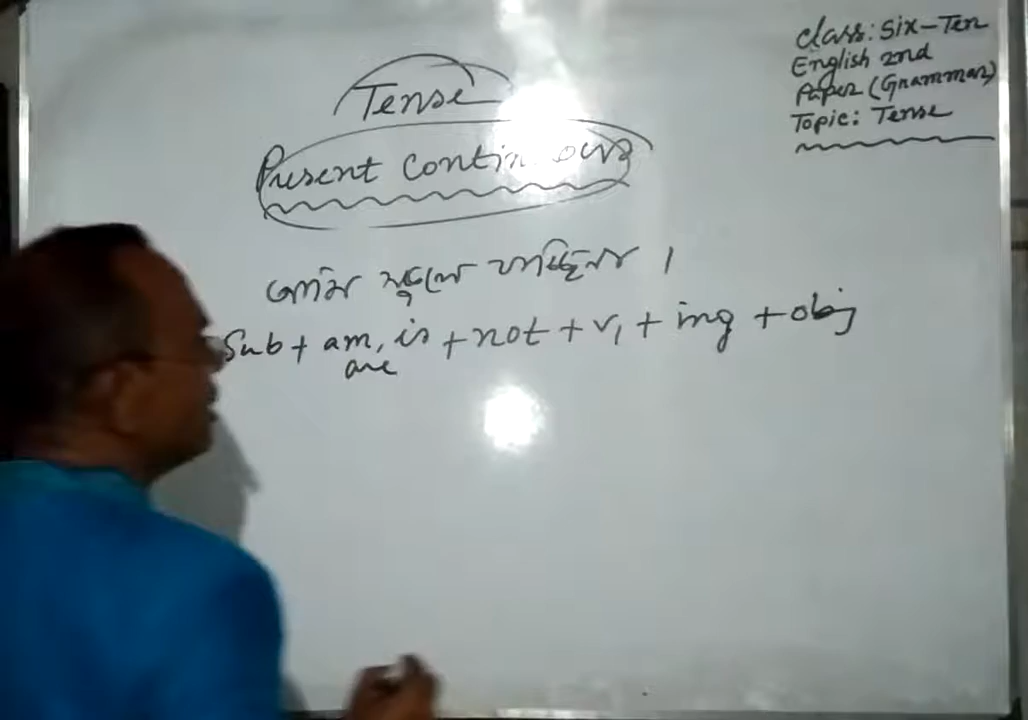 Tense
Present Continuous
আমি স্কুলে যাচ্ছিনা ।
Sub + am, is + not + v₁ + ing + obj
are
Class: Six-Ten
English 2nd
Paper (Grammar)
Topic: Tense